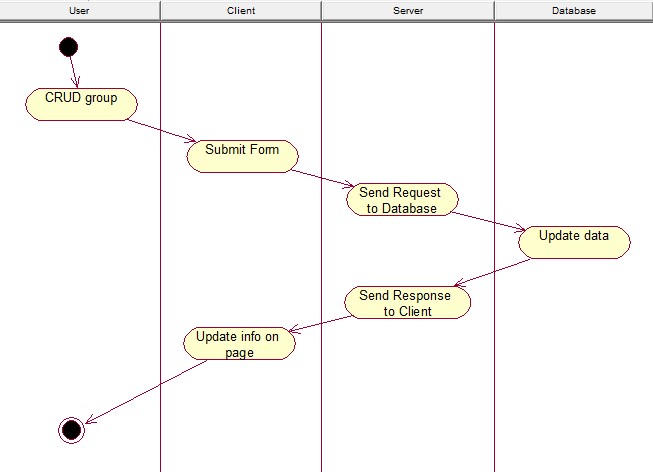 User
Client
Server
Database
CRUD group
Submit Form
Send Request
to Database
Update data
Send Response
to Client
Update info on
page